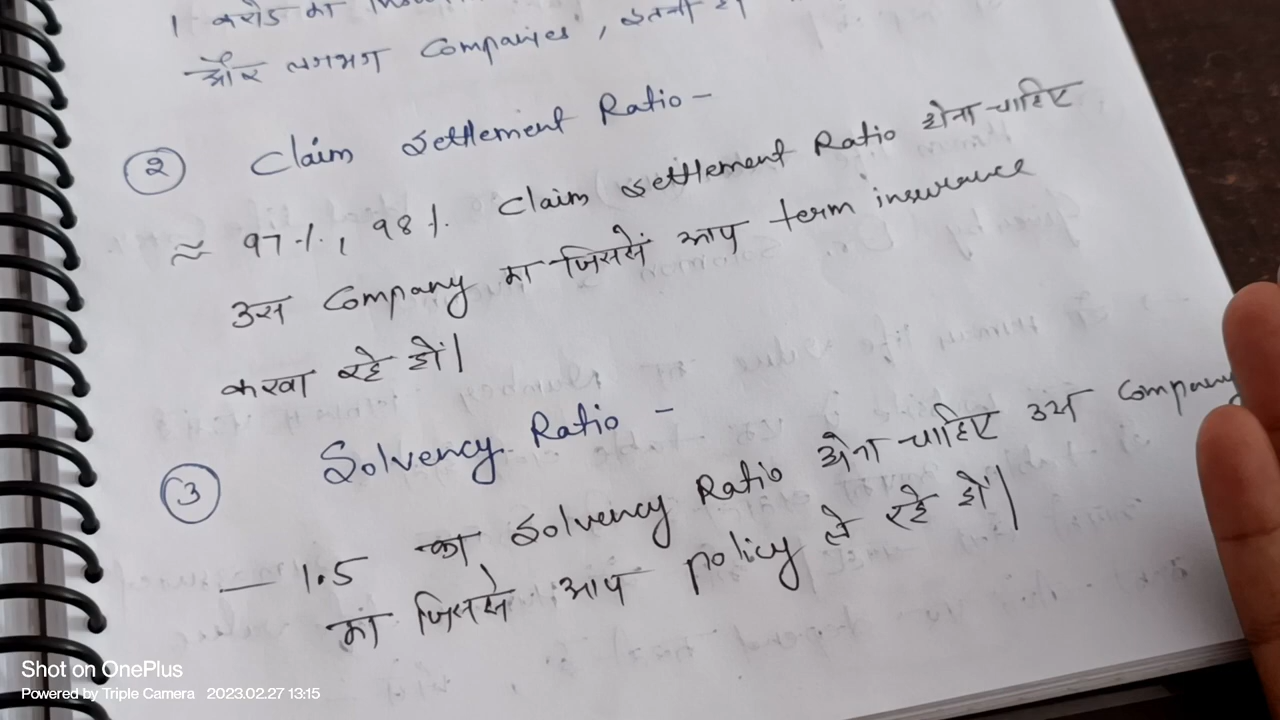 1 करोड का
और लगभग Companies , इतनी ही
② Claim Settlement Ratio -
≈ 97%, 98% Claim Settlement Ratio होना चाहिए
उस Company का जिससें आप term insurance
करवा रहे हों।
③ Solvency Ratio -
— 1.5 का Solvency Ratio होना चाहिए उस Company
का जिससे आप policy ले रहे हों।
Shot on OnePlus
Powered by Triple Camera 2023.02.27 13:15